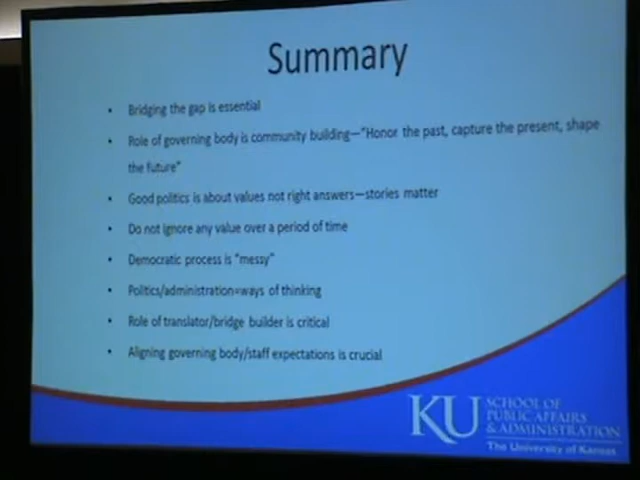 Summary
• Bridging the gap is essential
• Role of governing body is community building—"Honor the past, capture the present, shape
the future"
• Good politics is about values not right answers—stories matter
• Do not ignore any value over a period of time
• Democratic process is "messy"
• Politics/administration=ways of thinking
• Role of translator/bridge builder is critical
• Aligning governing body/staff expectations is crucial
KU SCHOOL OF
PUBLIC AFFAIRS
& ADMINISTRATION
The University of Kansas